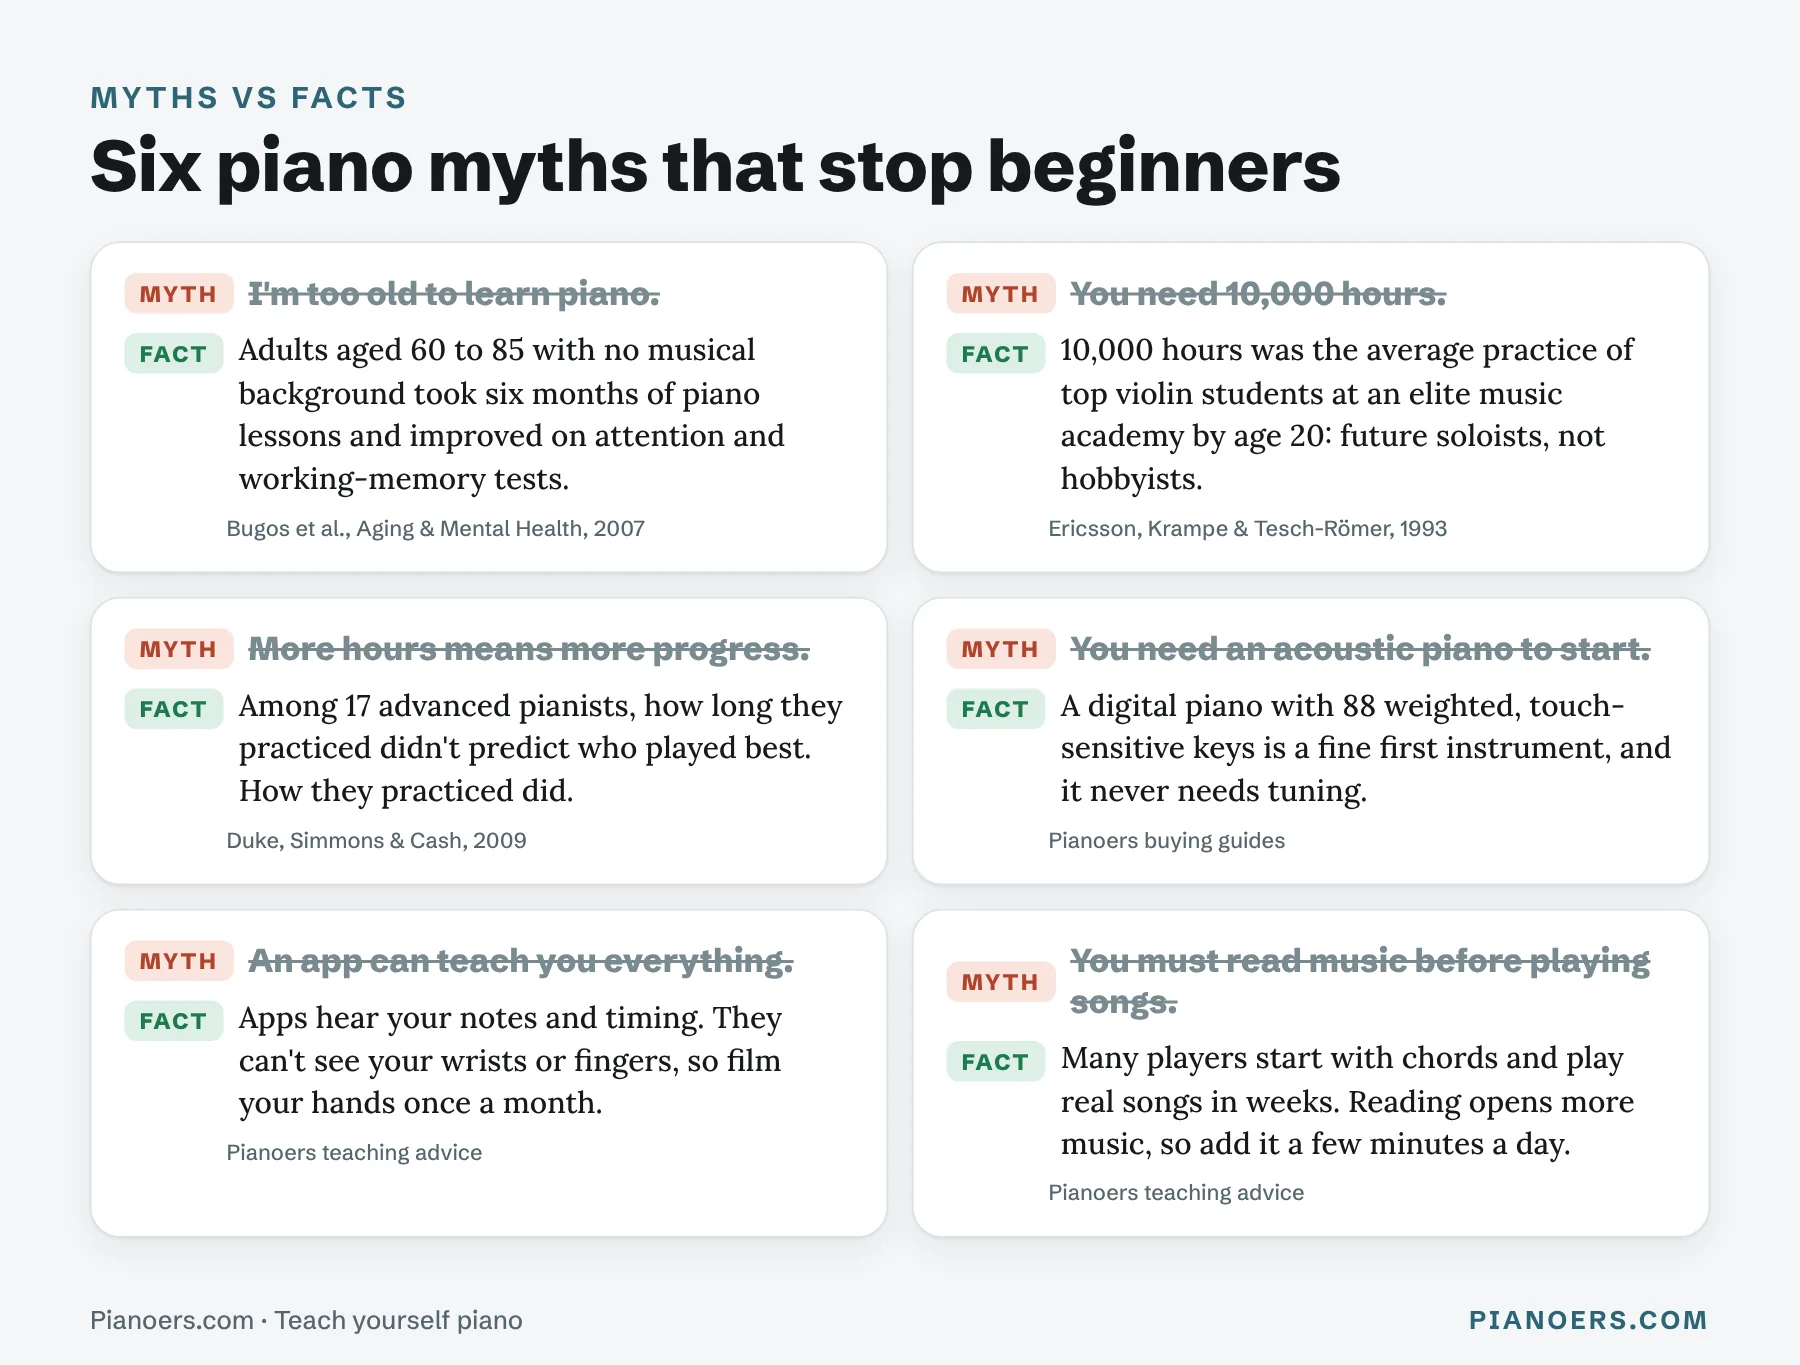 MYTHS VS FACTS
Six piano myths that stop beginners
MYTH I'm too old to learn piano.
FACT Adults aged 60 to 85 with no musical
background took six months of piano
lessons and improved on attention and
working-memory tests.
Bugos et al., Aging & Mental Health, 2007
MYTH You need 10,000 hours.
FACT 10,000 hours was the average practice of
top violin students at an elite music
academy by age 20: future soloists, not
hobbyists.
Ericsson, Krampe & Tesch-Römer, 1993
MYTH More hours means more progress.
FACT Among 17 advanced pianists, how long they
practiced didn't predict who played best.
How they practiced did.
Duke, Simmons & Cash, 2009
MYTH You need an acoustic piano to start.
FACT A digital piano with 88 weighted, touch-
sensitive keys is a fine first instrument, and
it never needs tuning.
Pianoers buying guides
MYTH An app can teach you everything.
FACT Apps hear your notes and timing. They
can't see your wrists or fingers, so film
your hands once a month.
Pianoers teaching advice
MYTH You must read music before playing
songs.
FACT Many players start with chords and play
real songs in weeks. Reading opens more
music, so add it a few minutes a day.
Pianoers teaching advice
Pianoers.com · Teach yourself piano
PIANOERS.COM